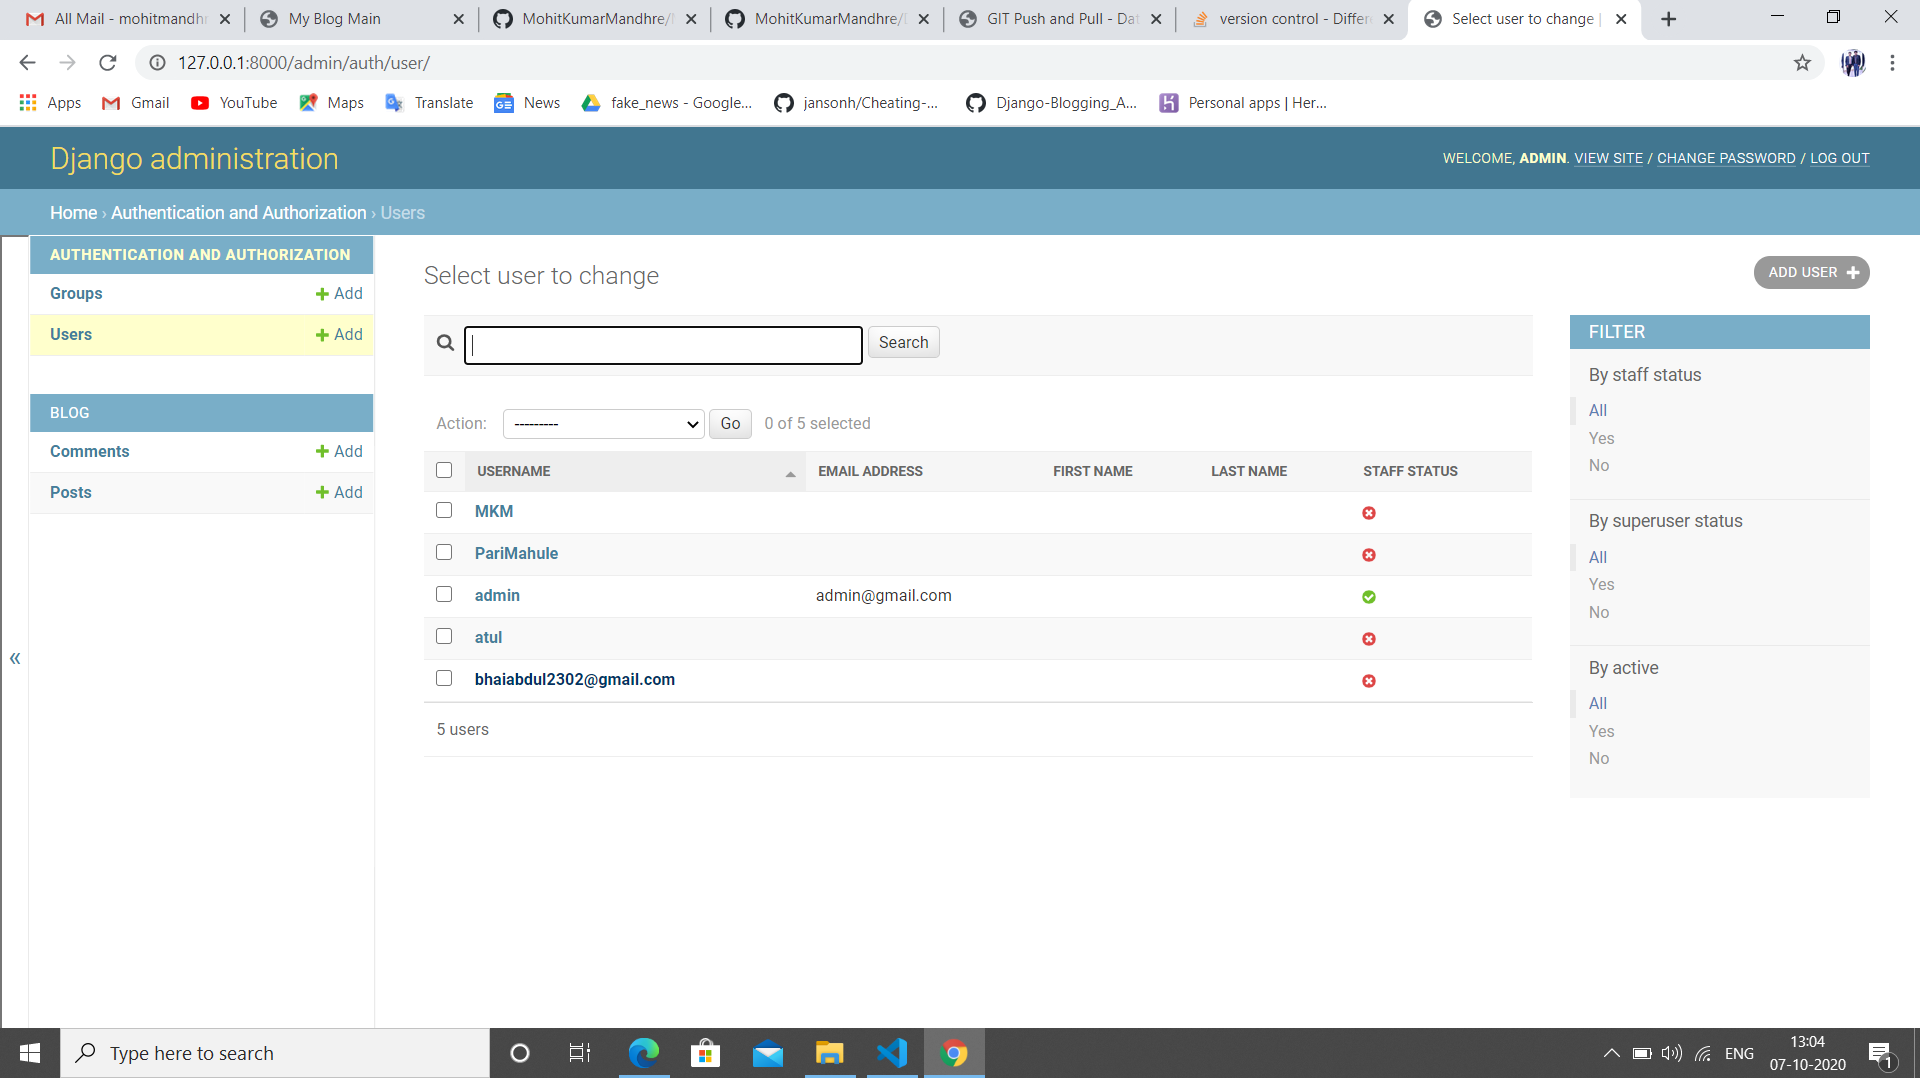 All Mail - mohitmandhr
My Blog Main
MohitKumarMandhre/
MohitKumarMandhre/
GIT Push and Pull - Dat
version control - Differ
Select user to change |
127.0.0.1:8000/admin/auth/user/
Apps
Gmail
YouTube
Maps
Translate
News
fake_news - Google...
jansonh/Cheating-...
Django-Blogging_A...
Personal apps | Her...
Django administration
WELCOME, ADMIN. VIEW SITE / CHANGE PASSWORD / LOG OUT
Home › Authentication and Authorization › Users
AUTHENTICATION AND AUTHORIZATION
Groups
Add
Users
Add
BLOG
Comments
Add
Posts
Add
«
Select user to change
ADD USER
Search
Action:
---------
Go
0 of 5 selected
USERNAME EMAIL ADDRESS FIRST NAME LAST NAME STAFF STATUS
MKM
PariMahule
admin admin@gmail.com
atul
bhaiabdul2302@gmail.com
5 users
FILTER
By staff status
All
Yes
No
By superuser status
All
Yes
No
By active
All
Yes
No
Type here to search
ENG
13:04
07-10-2020
1